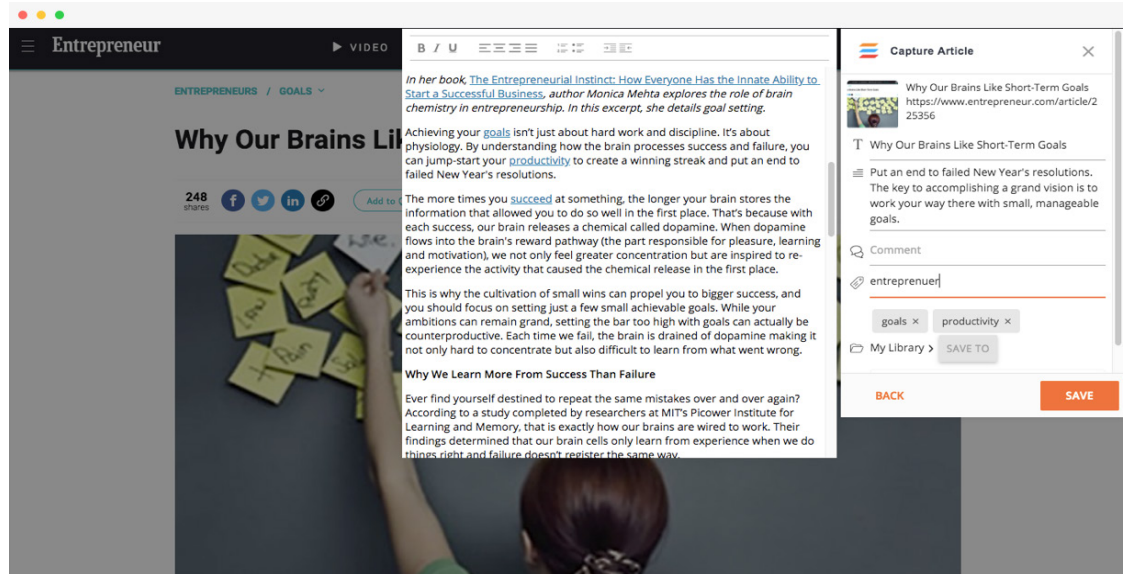 Entrepreneur
VIDEO
ENTREPRENEURS / GOALS
Why Our Brains Li
248
shares
Add to
B I U
In her book, The Entrepreneurial Instinct: How Everyone Has the Innate Ability to
Start a Successful Business, author Monica Mehta explores the role of brain
chemistry in entrepreneurship. In this excerpt, she details goal setting.
Achieving your goals isn't just about hard work and discipline. It's about
physiology. By understanding how the brain processes success and failure, you
can jump-start your productivity to create a winning streak and put an end to
failed New Year's resolutions.
The more times you succeed at something, the longer your brain stores the
information that allowed you to do so well in the first place. That's because with
each success, our brain releases a chemical called dopamine. When dopamine
flows into the brain's reward pathway (the part responsible for pleasure, learning
and motivation), we not only feel greater concentration but are inspired to re-
experience the activity that caused the chemical release in the first place.
This is why the cultivation of small wins can propel you to bigger success, and
you should focus on setting just a few small achievable goals. While your
ambitions can remain grand, setting the bar too high with goals can actually be
counterproductive. Each time we fail, the brain is drained of dopamine making it
not only hard to concentrate but also difficult to learn from what went wrong.
Why We Learn More From Success Than Failure
Ever find yourself destined to repeat the same mistakes over and over again?
According to a study completed by researchers at MIT's Picower Institute for
Learning and Memory, that is exactly how our brains are wired to work. Their
findings determined that our brain cells only learn from experience when we do
things right and failure doesn't register the same way.
Capture Article
Why Our Brains Like Short-Term Goals
https://www.entrepreneur.com/article/2
25356
T Why Our Brains Like Short-Term Goals
Put an end to failed New Year's resolutions.
The key to accomplishing a grand vision is to
work your way there with small, manageable
goals.
Comment
entreprenuer
goals ×
productivity ×
My Library > SAVE TO
BACK
SAVE
Love.
Party
Pain